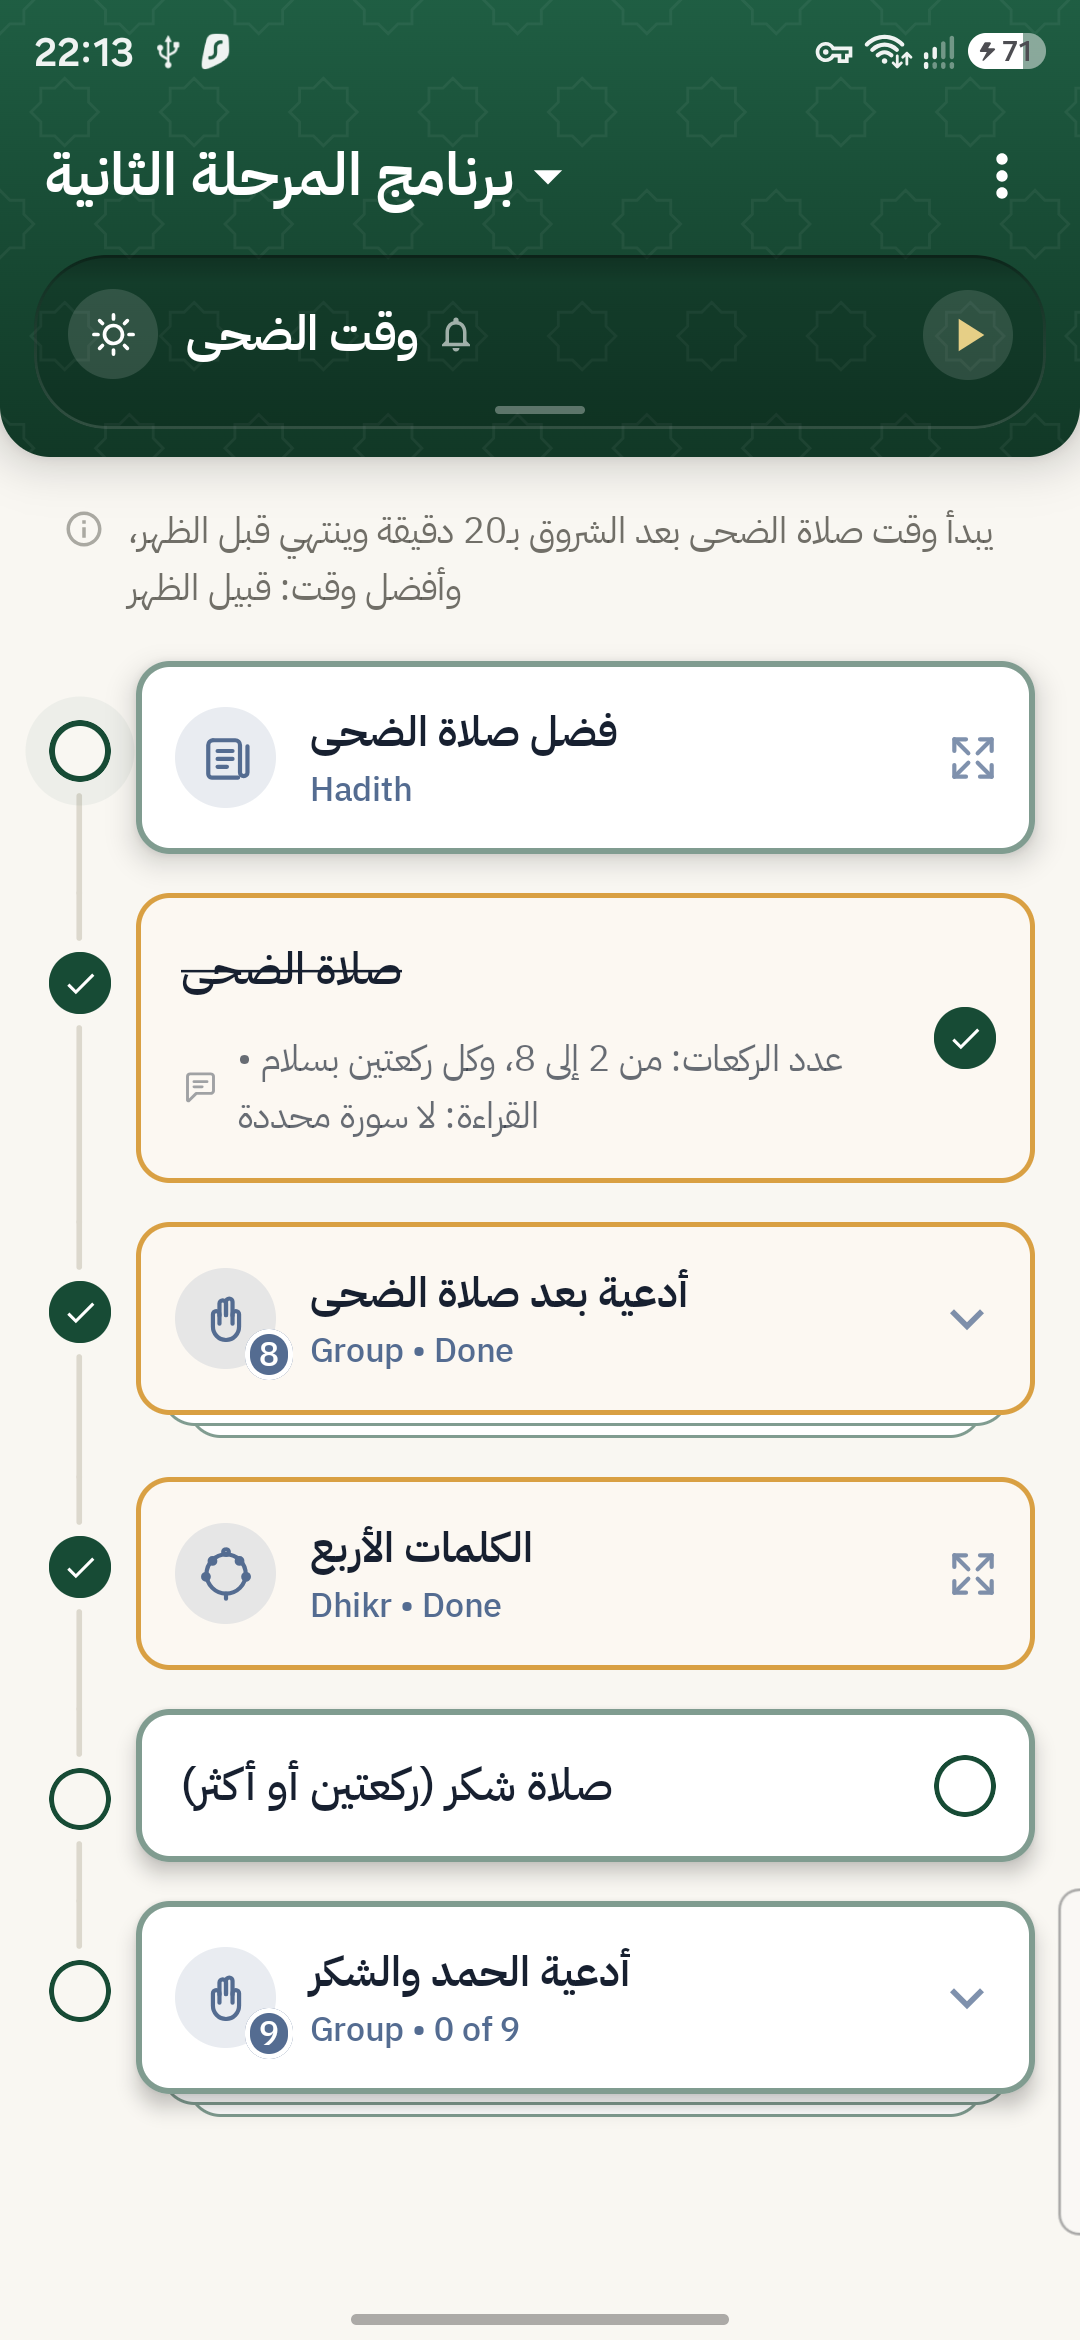 22:13
71
برنامج المرحلة الثانية
وقت الضحى
يبدأ وقت صلاة الضحى بعد الشروق بـ20 دقيقة وينتهي قبل الظهر،
وأفضل وقت: قبيل الظهر
فضل صلاة الضحى
Hadith
صلاة الضحى
عدد الركعات: من 2 إلى 8، وكل ركعتين بسلام •
القراءة: لا سورة محددة
أدعية بعد صلاة الضحى
8
Group • Done
الكلمات الأربع
Dhikr • Done
صلاة شكر (ركعتين أو أكثر)
أدعية الحمد والشكر
9
Group • 0 of 9